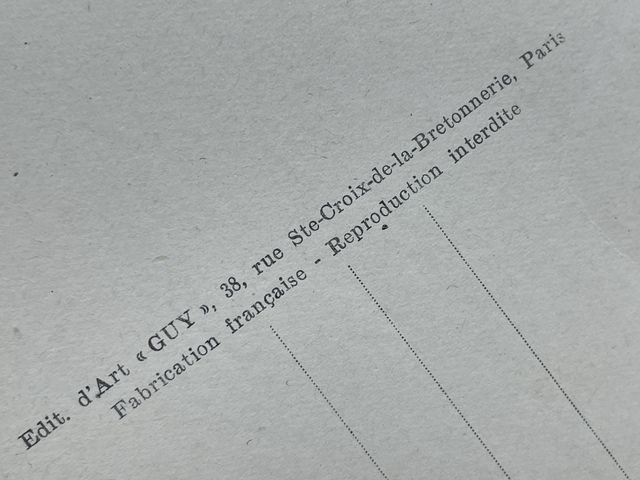 Edit. d'Art « GUY », 38, rue Ste-Croix-de-la-Bretonnerie, Paris
Fabrication française - Reproduction interdite